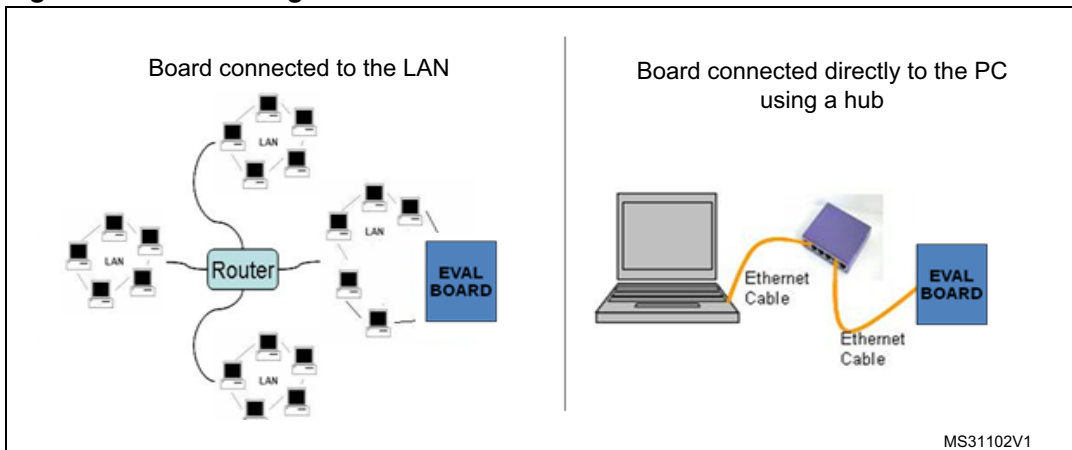 Board connected to the LAN
LAN
LAN
Router
LAN
EVAL
BOARD
LAN
Board connected directly to the PC
using a hub
Ethernet
Cable
Ethernet
Cable
EVAL
BOARD
MS31102V1